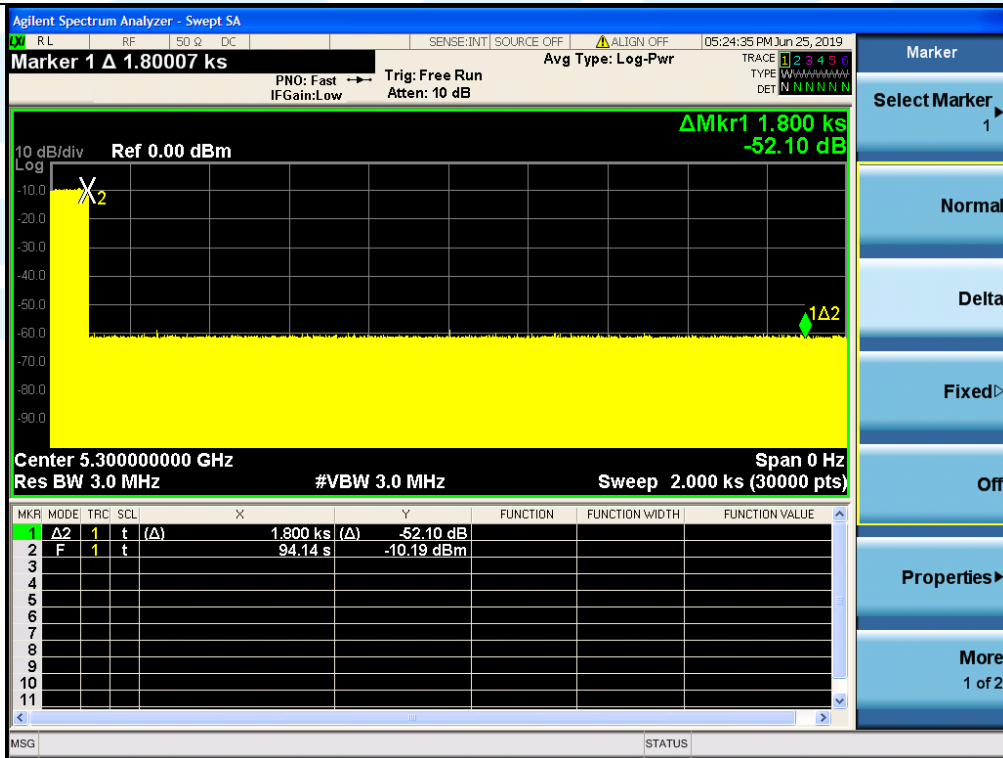 Agilent Spectrum Analyzer - Swept SA
LXI RL RF 50 Ω DC SENSE:INT SOURCE OFF ALIGN OFF 05:24:35 PM Jun 25, 2019
Marker 1 Δ 1.80007 ks
PNO: Fast
IFGain:Low
Trig: Free Run
Atten: 10 dB
Avg Type: Log-Pwr
TRACE 1 2 3 4 5 6
TYPE
DET N N N N N N
ΔMkr1 1.800 ks
-52.10 dB
10 dB/div Ref 0.00 dBm
Log
-10.0
-20.0
-30.0
-40.0
-50.0
-60.0
-70.0
-80.0
-90.0
2
1Δ2
Center 5.300000000 GHz Span 0 Hz
Res BW 3.0 MHz #VBW 3.0 MHz Sweep 2.000 ks (30000 pts)
MKR MODE TRC SCL X Y FUNCTION FUNCTION WIDTH FUNCTION VALUE
1 Δ2 1 t (Δ) 1.800 ks (Δ) -52.10 dB
2 F 1 t 94.14 s -10.19 dBm
3
4
5
6
7
8
9
10
11
MSG STATUS
Marker
Select Marker
1
Normal
Delta
Fixed
Off
Properties
More
1 of 2